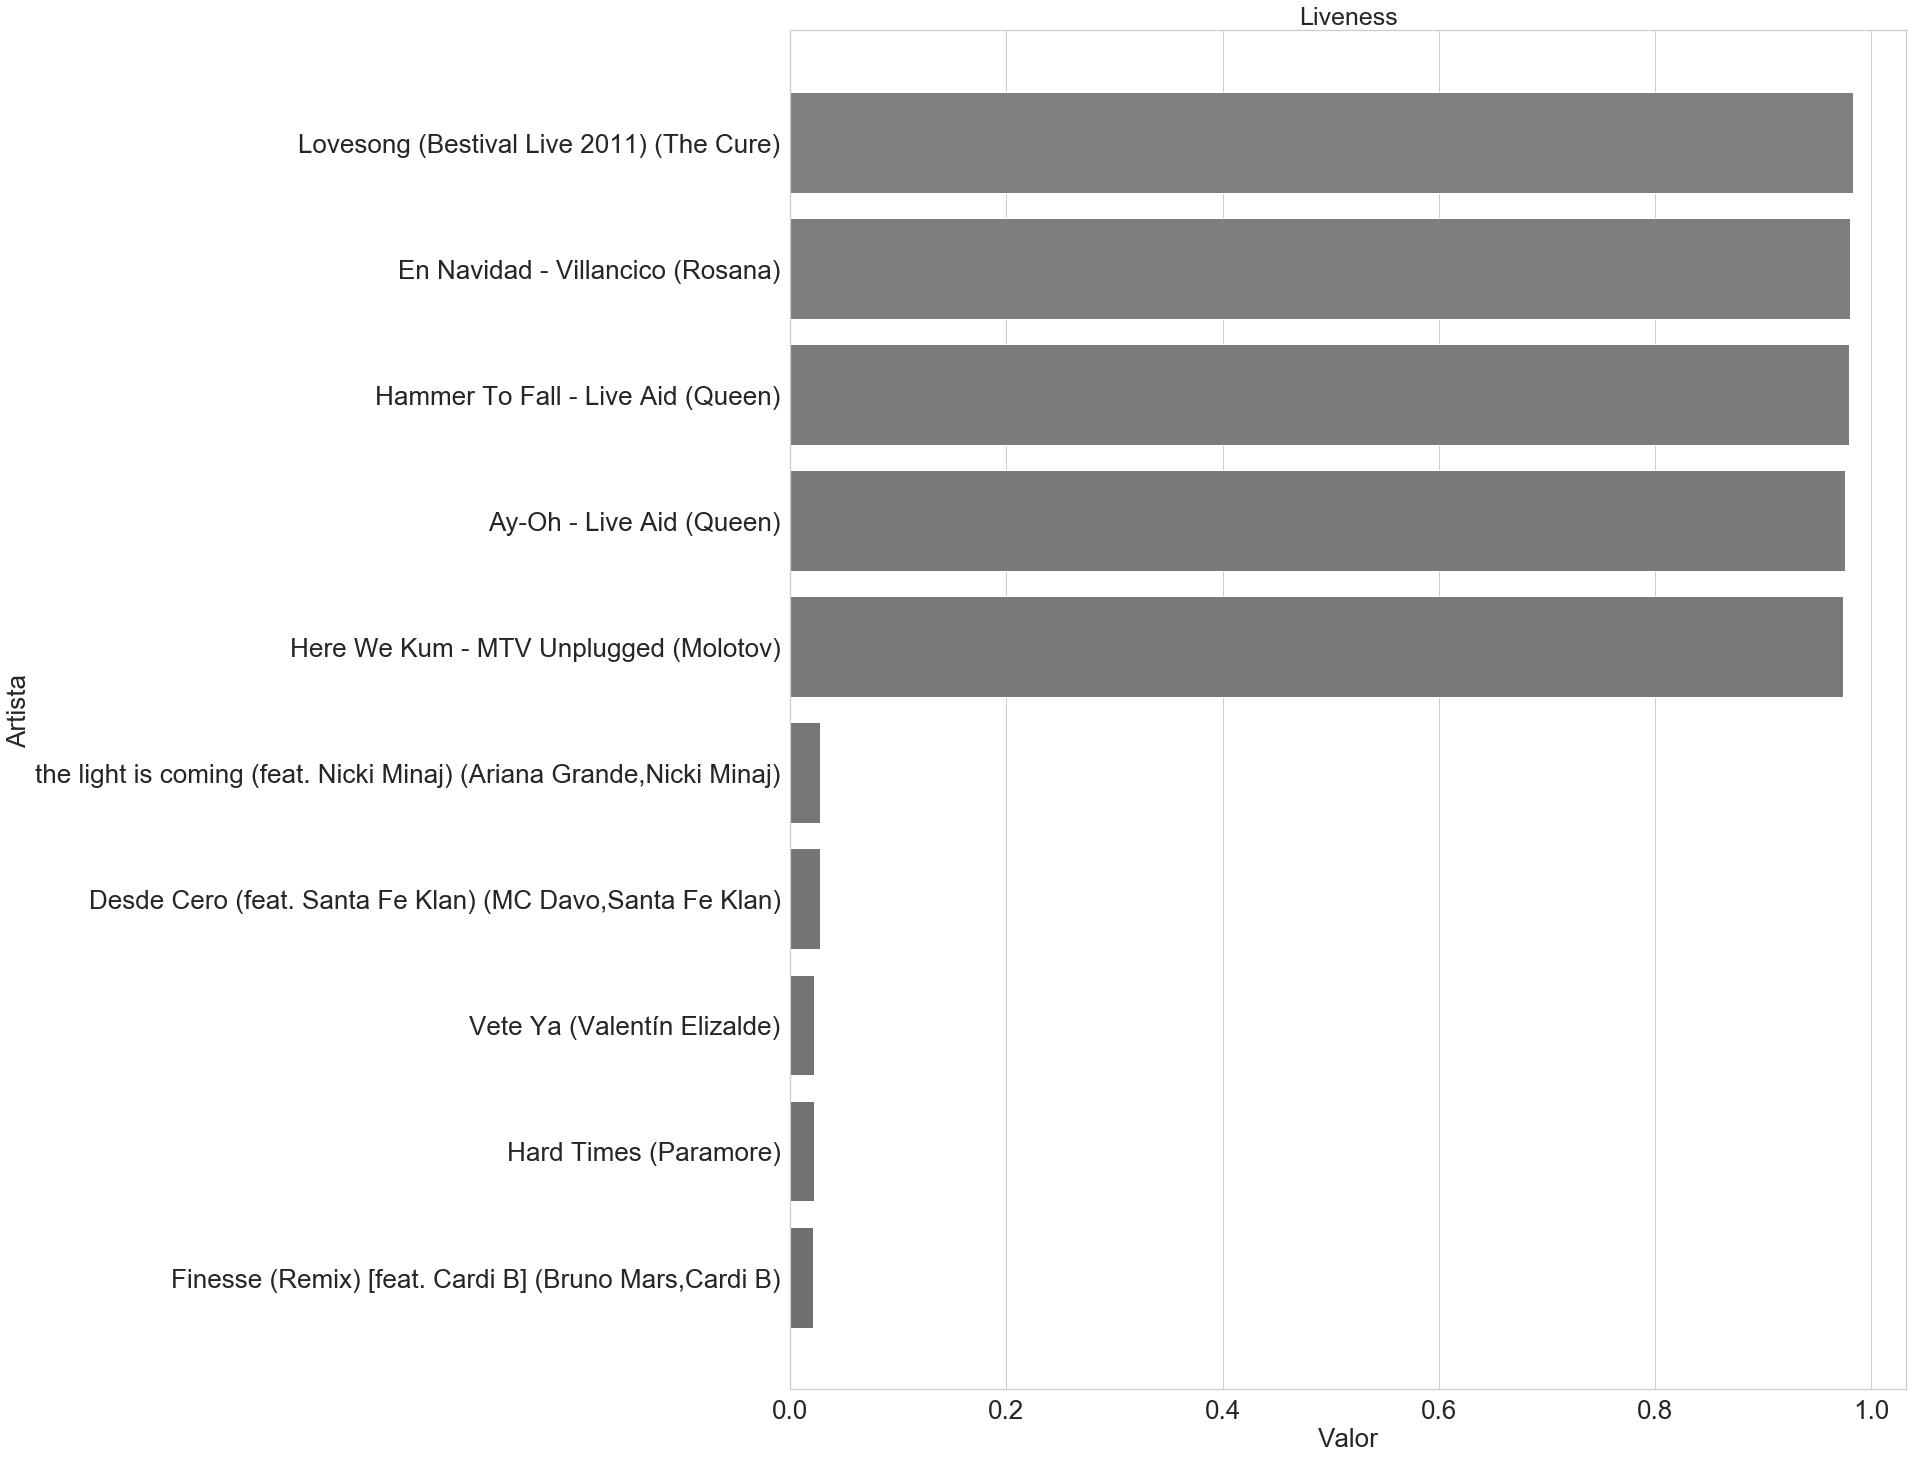 Liveness
Lovesong (Bestival Live 2011) (The Cure)
En Navidad - Villancico (Rosana)
Hammer To Fall - Live Aid (Queen)
Ay-Oh - Live Aid (Queen)
Here We Kum - MTV Unplugged (Molotov)
Artista
the light is coming (feat. Nicki Minaj) (Ariana Grande,Nicki Minaj)
Desde Cero (feat. Santa Fe Klan) (MC Davo,Santa Fe Klan)
Vete Ya (Valentín Elizalde)
Hard Times (Paramore)
Finesse (Remix) [feat. Cardi B] (Bruno Mars,Cardi B)
0.0 0.2 0.4 0.6 0.8 1.0
Valor